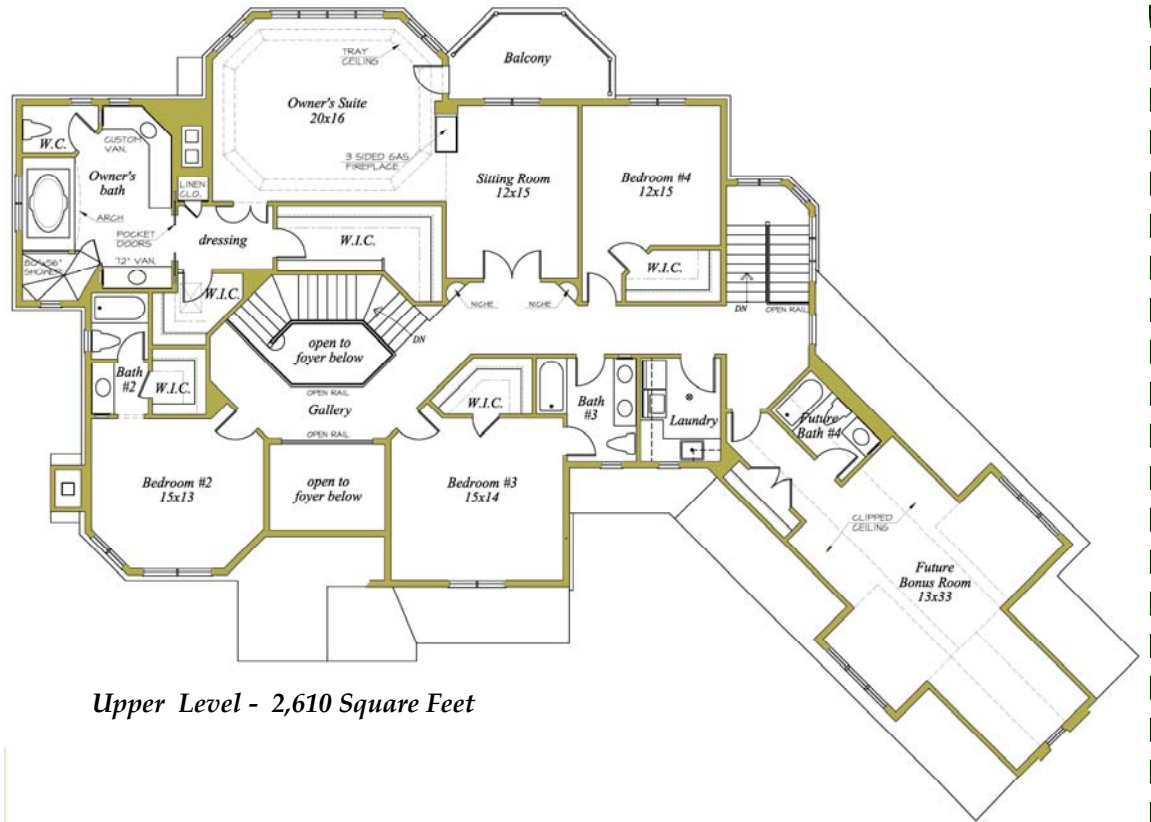 Balcony
TRAY
CEILING
Owner's Suite
20x16
W.C.
CUSTOM
VAN.
3 SIDED GAS
FIREPLACE
Owner's
bath
LINEN
CLO.
Sitting Room
12x15
Bedroom #4
12x15
ARCH
POCKET
DOORS
dressing
W.I.C.
72" VAN.
SHOWER
W.I.C.
W.I.C.
NICHE
NICHE
DN
OPEN RAIL
open to
foyer below
DN
Bath
#2
W.I.C.
OPEN RAIL
Gallery
W.I.C.
Bath
#3
Laundry
Future
Bath #4
OPEN RAIL
Bedroom #2
15x13
open to
foyer below
Bedroom #3
15x14
CLIPPED
CEILING
Future
Bonus Room
13x33
Upper Level - 2,610 Square Feet